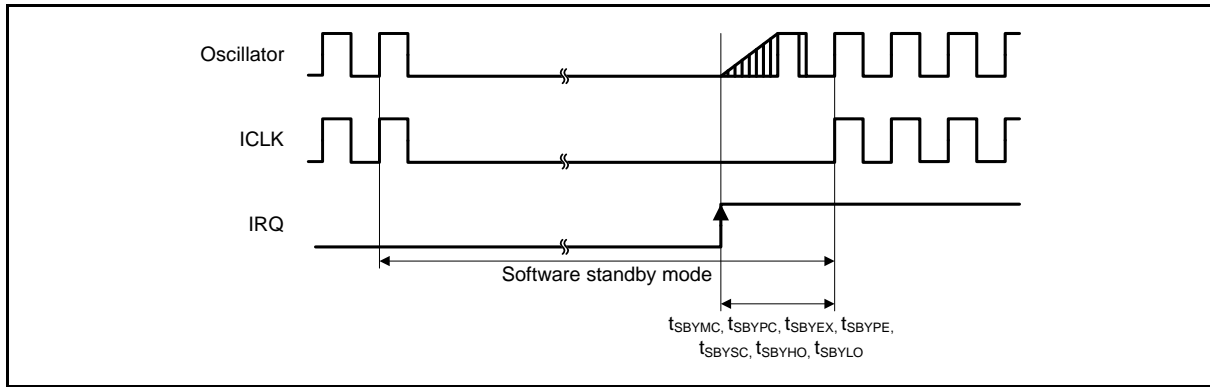 Oscillator
ICLK
IRQ
Software standby mode
tSBYMC, tSBYPC, tSBYEX, tSBYPE,
tSBYSC, tSBYHO, tSBYLO